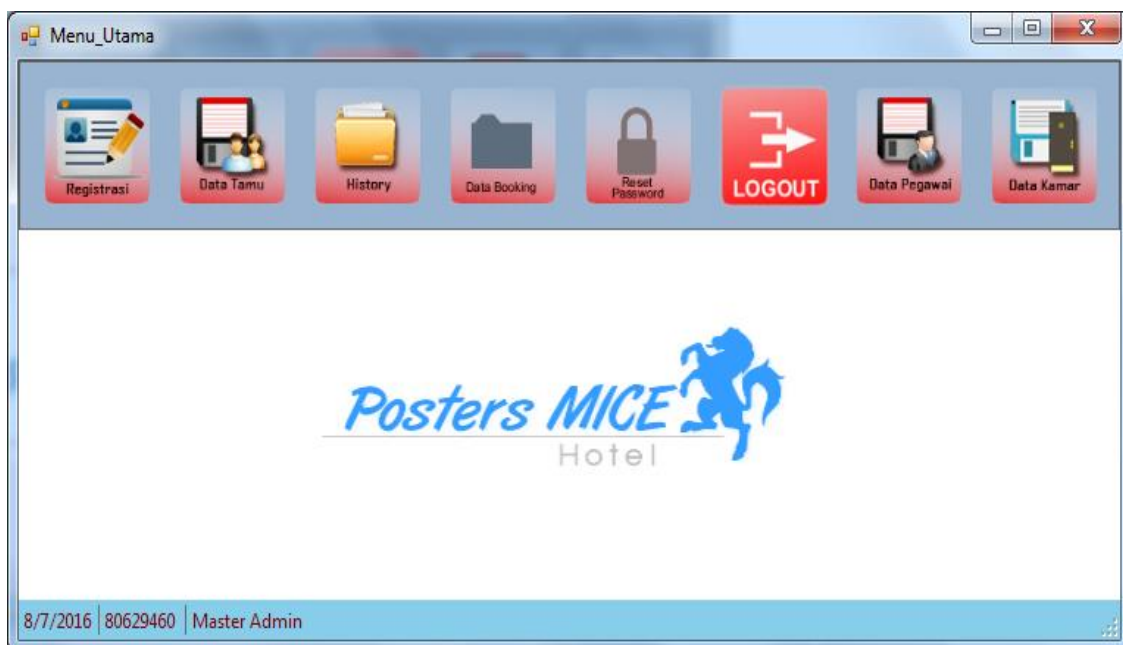 Menu_Utama
Registrasi
Data Tamu
History
Data Booking
Reset
Password
LOGOUT
Data Pegawai
Data Kamar
Posters MICE
Hotel
8/7/2016 80629460 Master Admin